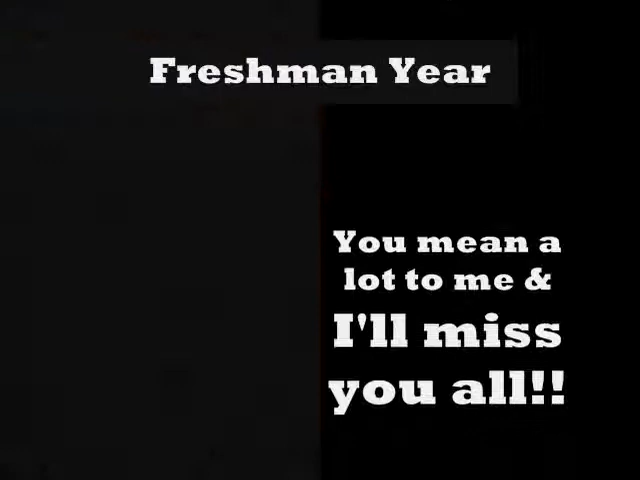 Freshman Year
You mean a
lot to me &
I'll miss
you all!!